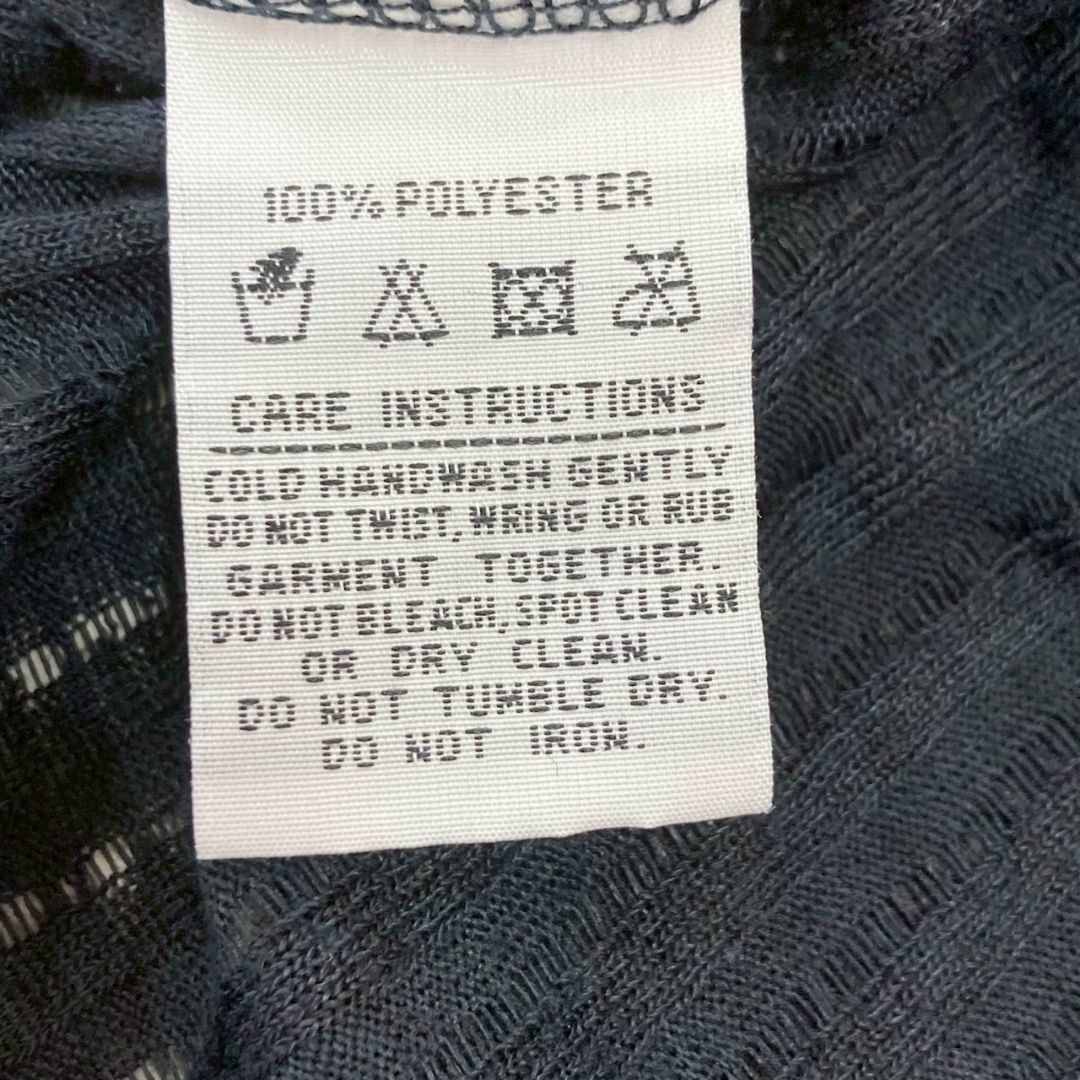 100% POLYESTER
CARE INSTRUCTIONS
COLD HANDWASH GENTLY
DO NOT TWIST, WRING OR RUB
GARMENT TOGETHER.
DO NOT BLEACH, SPOT CLEAN
OR DRY CLEAN.
DO NOT TUMBLE DRY.
DO NOT IRON.